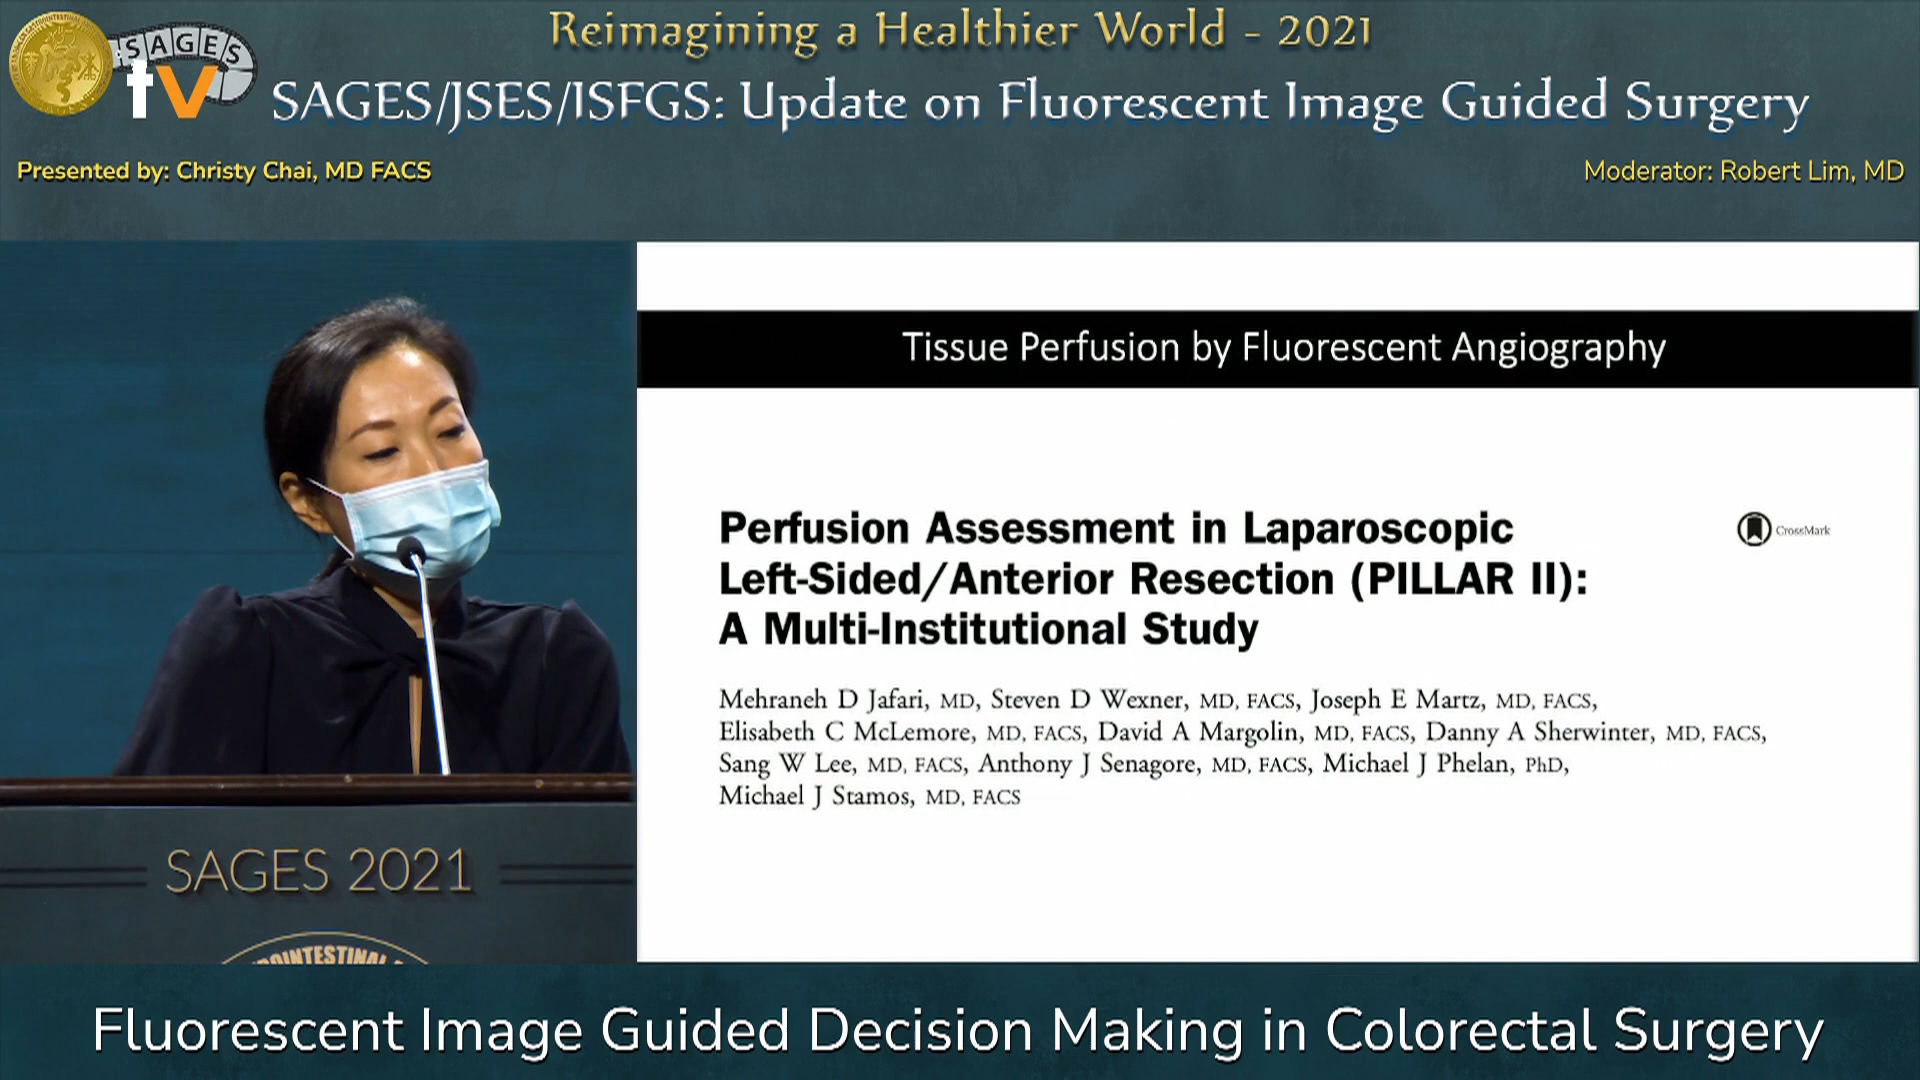 Reimagining a Healthier World - 2021
SAGES
tv
SAGES/JSES/ISFGS: Update on Fluorescent Image Guided Surgery
Presented by: Christy Chai, MD FACS
Moderator: Robert Lim, MD
Tissue Perfusion by Fluorescent Angiography
Perfusion Assessment in Laparoscopic
Left-Sided/Anterior Resection (PILLAR II):
A Multi-Institutional Study
CrossMark
Mehraneh D Jafari, MD, Steven D Wexner, MD, FACS, Joseph E Martz, MD, FACS,
Elisabeth C McLemore, MD, FACS, David A Margolin, MD, FACS, Danny A Sherwinter, MD, FACS,
Sang W Lee, MD, FACS, Anthony J Senagore, MD, FACS, Michael J Phelan, PhD,
Michael J Stamos, MD, FACS
SAGES 2021
Fluorescent Image Guided Decision Making in Colorectal Surgery